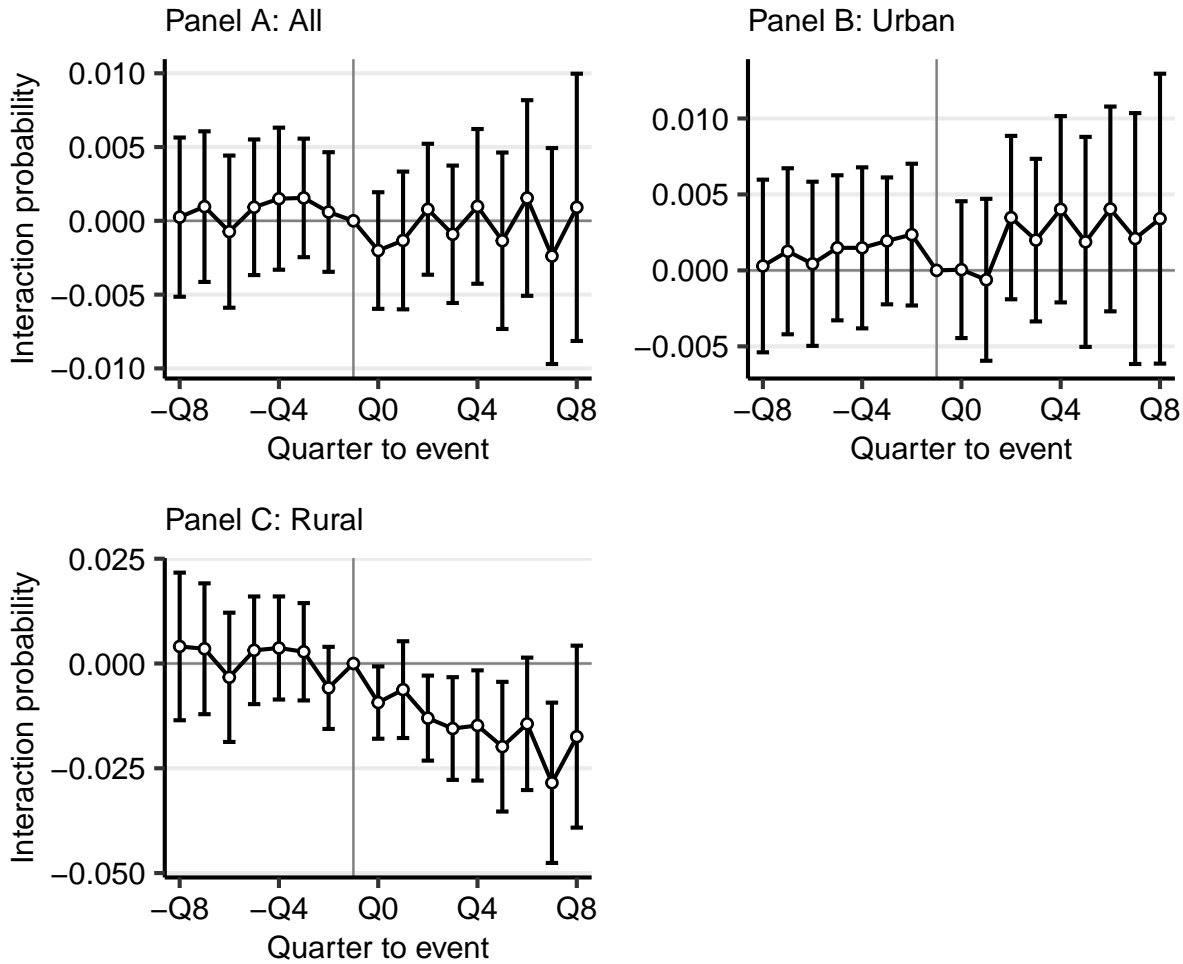 Panel A: All
Interaction probability
0.010
0.005
0.000
−0.005
−0.010
−Q8 −Q4 Q0 Q4 Q8
Quarter to event
Panel B: Urban
0.010
0.005
0.000
−0.005
−Q8 −Q4 Q0 Q4 Q8
Quarter to event
Panel C: Rural
Interaction probability
0.025
0.000
−0.025
−0.050
−Q8 −Q4 Q0 Q4 Q8
Quarter to event